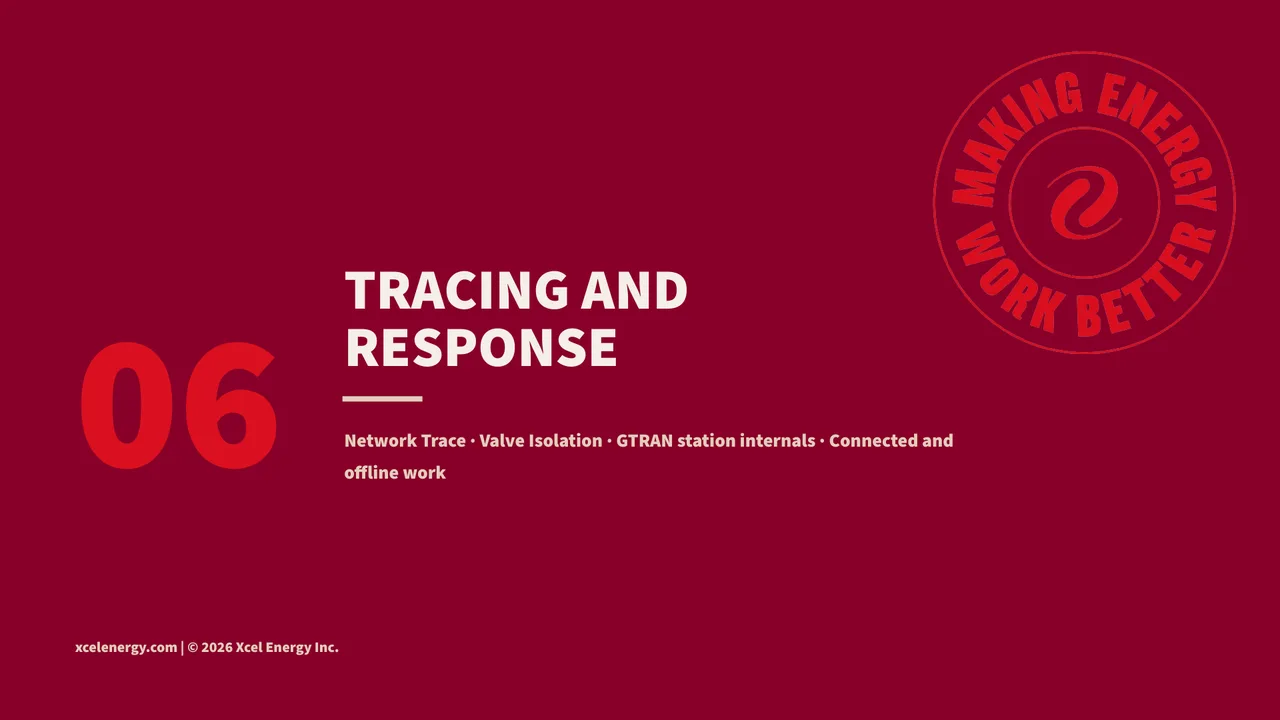 MAKING ENERGY
WORK BETTER
TRACING AND
RESPONSE
06
Network Trace · Valve Isolation · GTRAN station internals · Connected and
offline work
xcelenergy.com | © 2026 Xcel Energy Inc.